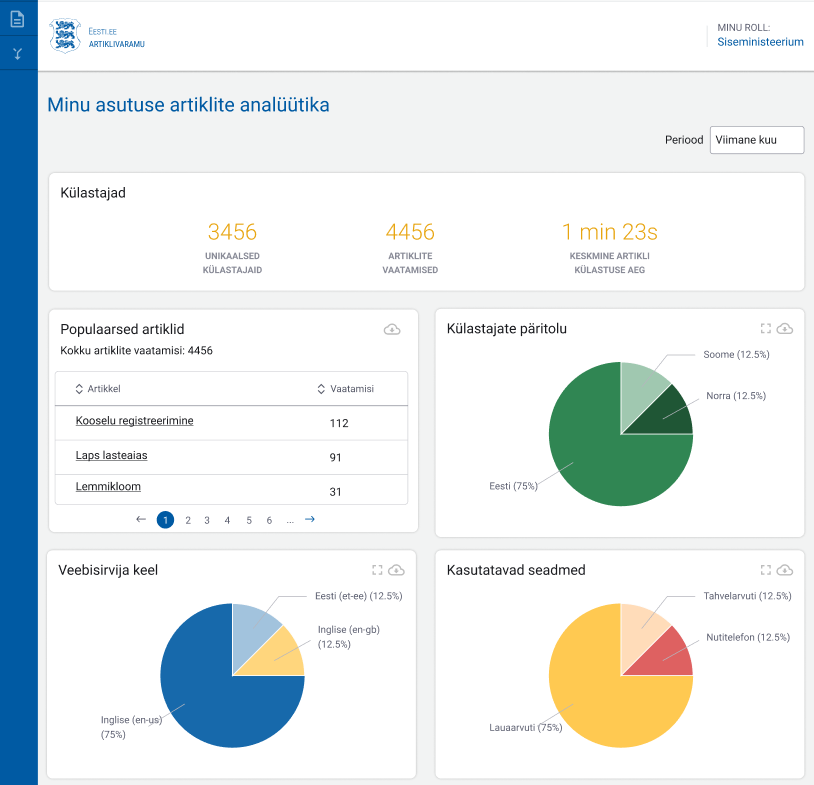 EESTI.EE
ARTIKLIVARAMU
MINU ROLL:
Siseministeerium
Minu asutuse artiklite analüütika
Periood
Viimane kuu
Külastajad
3456
UNIKAALSED
KÜLASTAJAID
4456
ARTIKLITE
VAATAMISED
1 min 23s
KESKMINE ARTIKLI
KÜLASTUSE AEG
Populaarsed artiklid
Kokku artiklite vaatamisi: 4456
Artikkel Vaatamisi
Kooselu registreerimine 112
Laps lasteaias 91
Lemmikloom 31
← 1 2 3 4 5 6 ... →
Külastajate päritolu
Soome (12.5%)
Norra (12.5%)
Eesti (75%)
Veebisirvija keel
Eesti (et-ee) (12.5%)
Inglise (en-gb)
(12.5%)
Inglise (en-us)
(75%)
Kasutatavad seadmed
Tahvelarvuti (12.5%)
Nutitelefon (12.5%)
Lauaarvuti (75%)